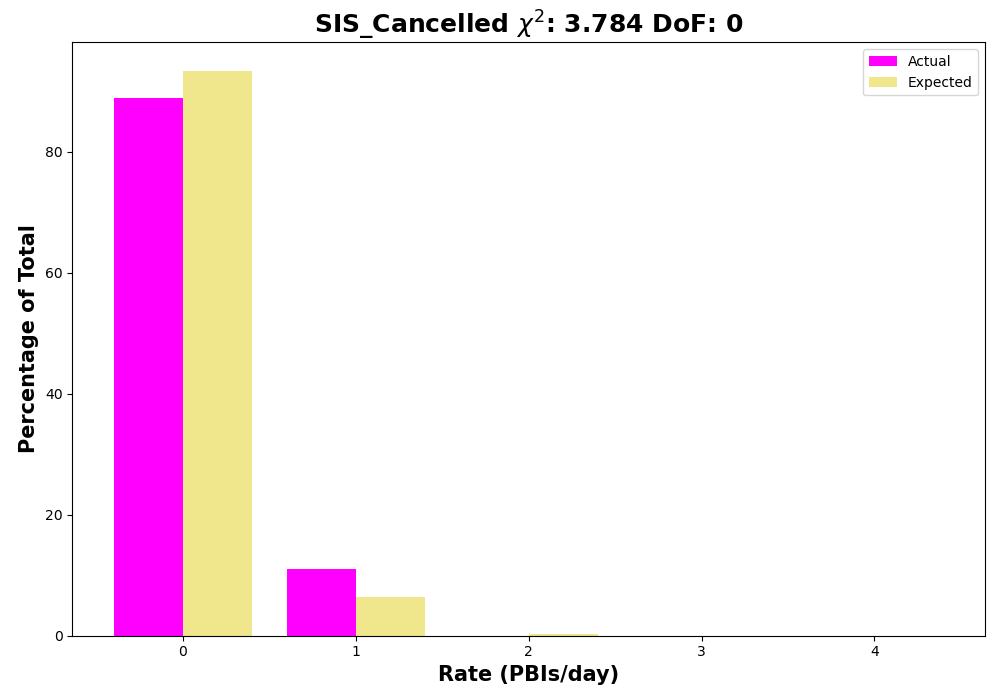 SIS_Cancelled χ²: 3.784 DoF: 0
Actual
Expected
Percentage of Total
80
60
40
20
0
0 1 2 3 4
Rate (PBIs/day)